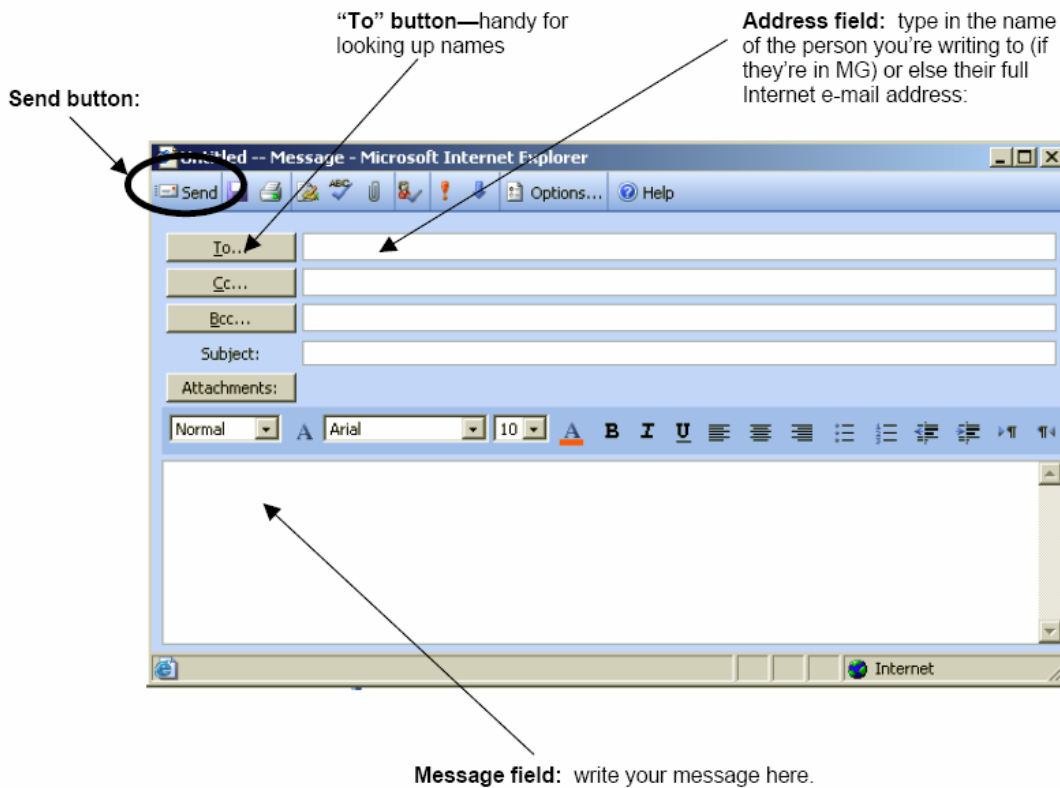 “To” button—handy for
looking up names
Address field: type in the name
of the person you’re writing to (if
they’re in MG) or else their full
Internet e-mail address:
Send button:
Untitled -- Message - Microsoft Internet Explorer
Send
ABC
Options...
Help
To...
Cc...
Bcc...
Subject:
Attachments:
Normal A Arial 10 A B I U
Internet
Message field: write your message here.